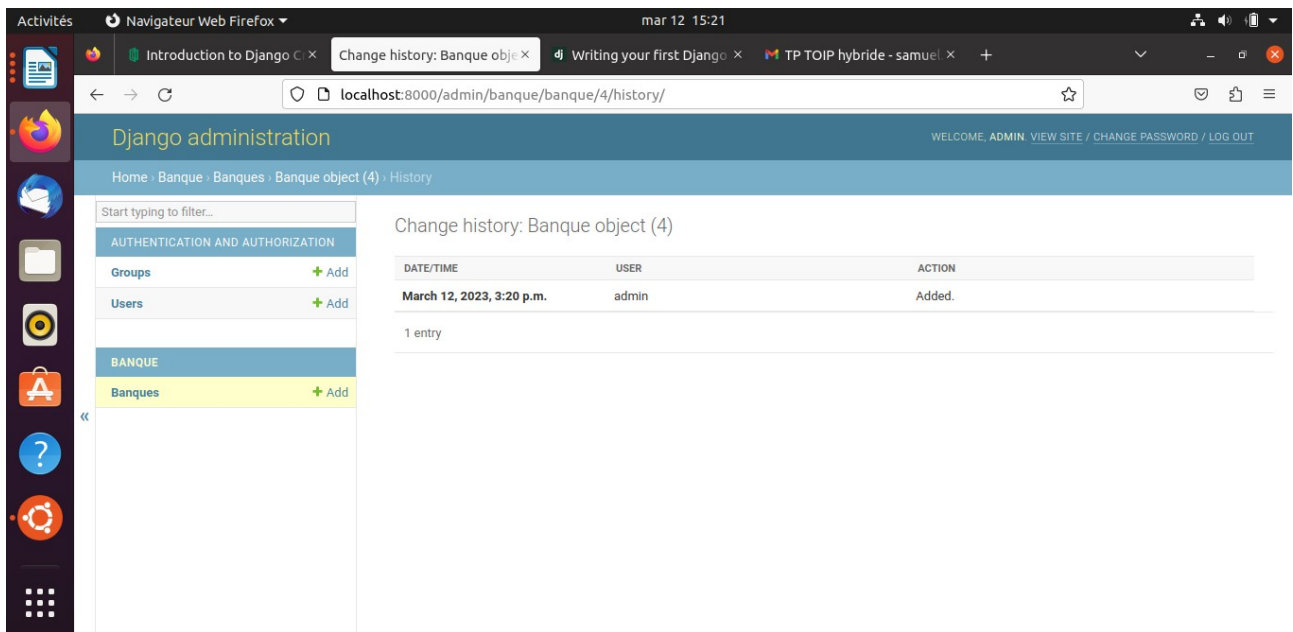 Activités Navigateur Web Firefox mar 12 15:21
Introduction to Django C Change history: Banque obje Writing your first Django TP TOIP hybride - samuel.
localhost:8000/admin/banque/banque/4/history/
Django administration
WELCOME, ADMIN. VIEW SITE / CHANGE PASSWORD / LOG OUT
Home › Banque › Banques › Banque object (4) › History
Start typing to filter...
AUTHENTICATION AND AUTHORIZATION
Groups + Add
Users + Add
BANQUE
Banques + Add
«
Change history: Banque object (4)
DATE/TIME USER ACTION
March 12, 2023, 3:20 p.m. admin Added.
1 entry